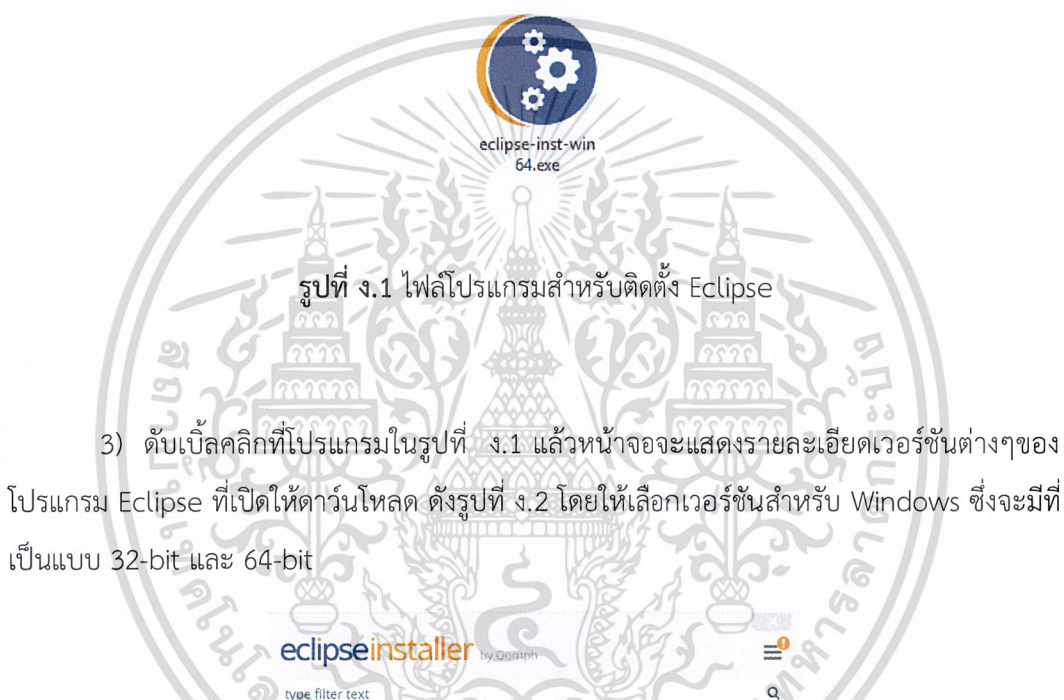 eclipse-inst-win
64.exe
รูปที่ ง.1 ไฟล์โปรแกรมสำหรับติดตั้ง Eclipse
3) ดับเบิ้ลคลิกที่โปรแกรมในรูปที่ ง.1 แล้วหน้าจอจะแสดงรายละเอียดเวอร์ชันต่างๆของ
โปรแกรม Eclipse ที่เปิดให้ดาว์นโหลด ดังรูปที่ ง.2 โดยให้เลือกเวอร์ชันสำหรับ Windows ซึ่งจะมีที่
เป็นแบบ 32-bit และ 64-bit
eclipseinstaller by Oomph
type filter text